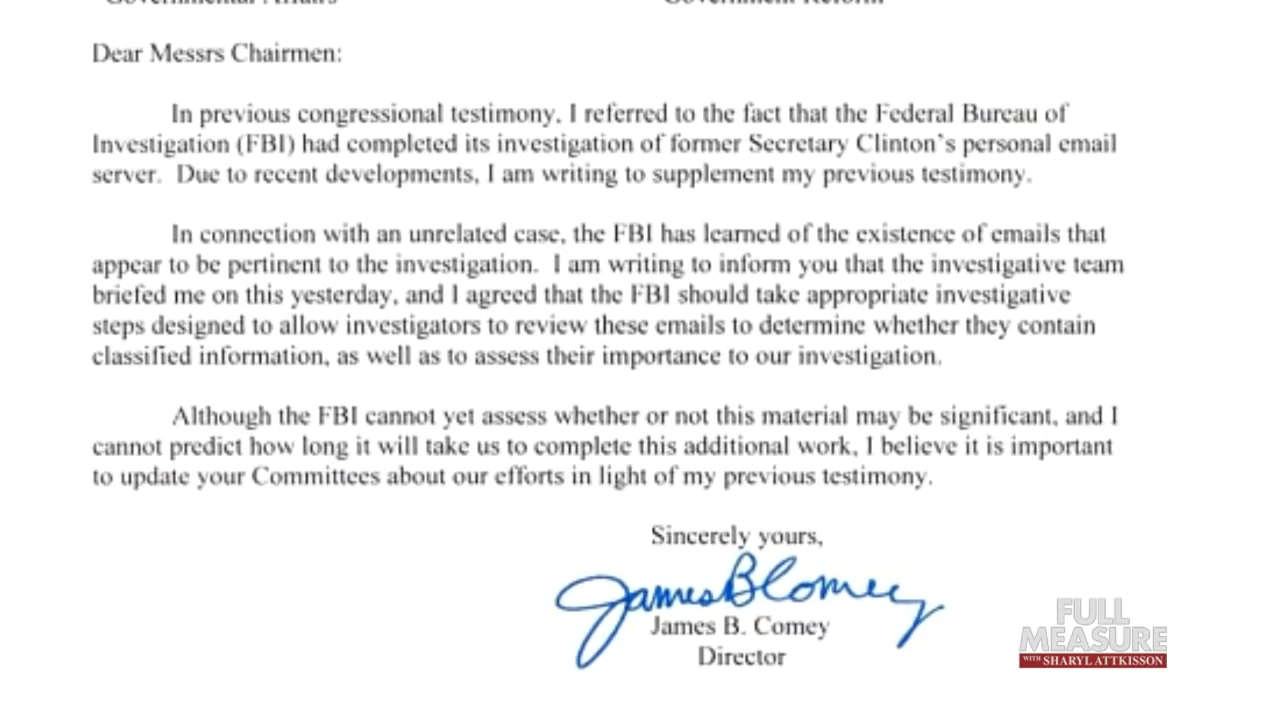 Governmental Affairs Government Reform
Dear Messrs Chairmen:
In previous congressional testimony, I referred to the fact that the Federal Bureau of
Investigation (FBI) had completed its investigation of former Secretary Clinton's personal email
server. Due to recent developments, I am writing to supplement my previous testimony.
In connection with an unrelated case, the FBI has learned of the existence of emails that
appear to be pertinent to the investigation. I am writing to inform you that the investigative team
briefed me on this yesterday, and I agreed that the FBI should take appropriate investigative
steps designed to allow investigators to review these emails to determine whether they contain
classified information, as well as to assess their importance to our investigation.
Although the FBI cannot yet assess whether or not this material may be significant, and I
cannot predict how long it will take us to complete this additional work, I believe it is important
to update your Committees about our efforts in light of my previous testimony.
Sincerely yours,
James B Comey
James B. Comey
Director
FULL
MEASURE
WITH SHARYL ATTKISSON